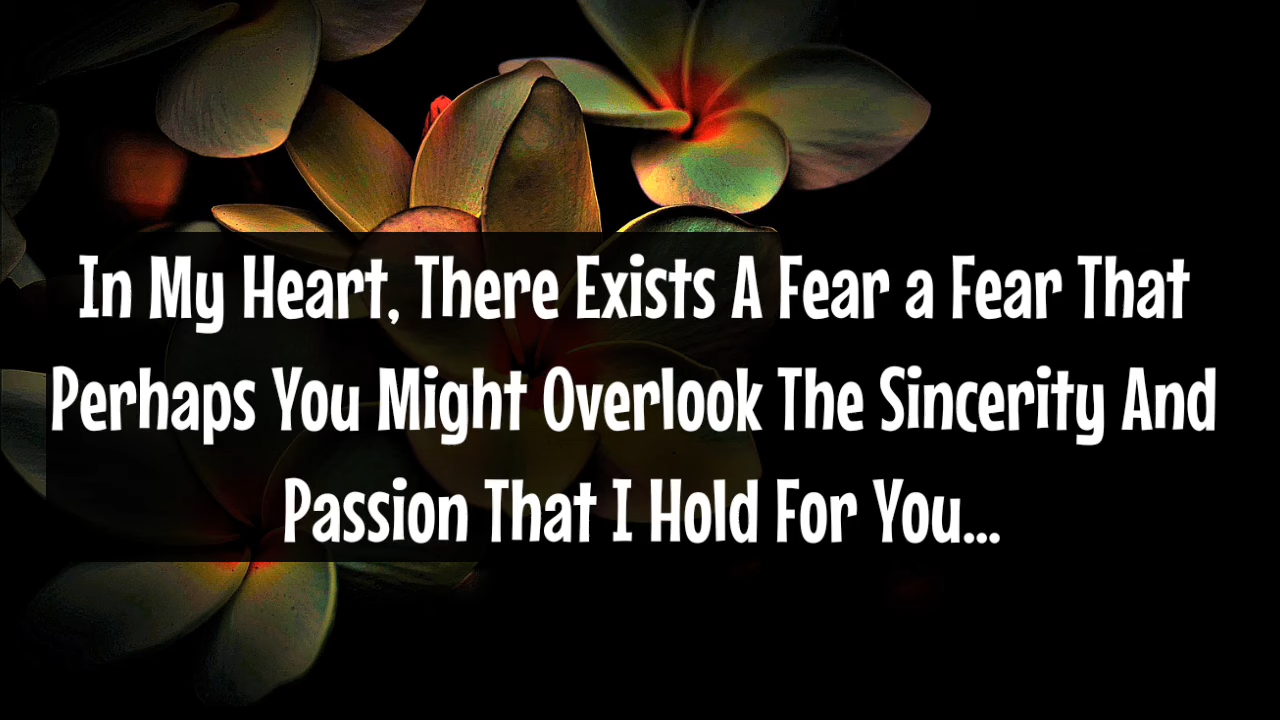 In My Heart, There Exists A Fear a Fear That
Perhaps You Might Overlook The Sincerity And
Passion That I Hold For You...